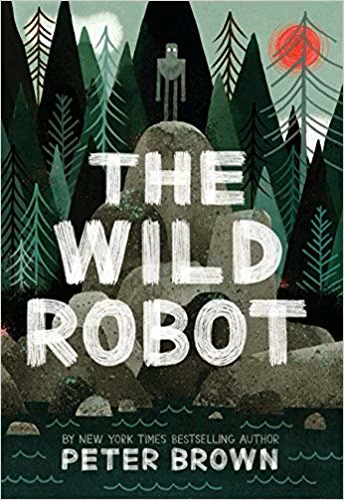 THE
WILD
ROBOT
BY NEW YORK TIMES BESTSELLING AUTHOR
PETER BROWN